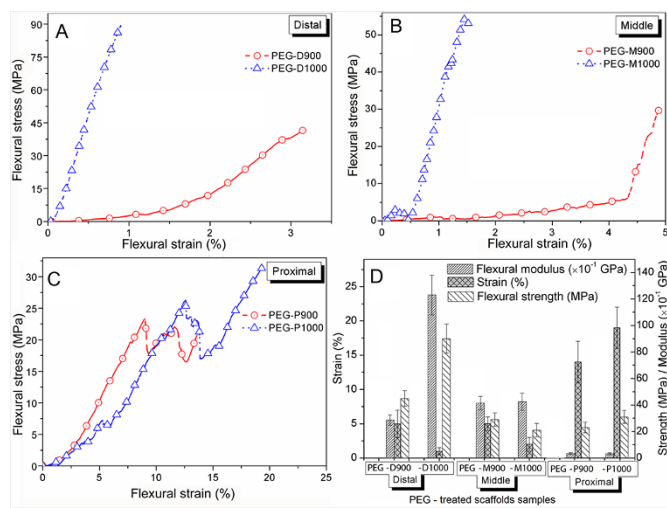 A
Distal
PEG-D900
PEG-D1000
90
75
60
45
30
15
0
0
1
2
3
Flexural stress (MPa)
Flexural strain (%)
B
Middle
PEG-M900
PEG-M1000
50
40
30
20
10
0
0
1
2
3
4
5
Flexural stress (MPa)
Flexural strain (%)
C
Proximal
PEG-P900
PEG-P1000
30
25
20
15
10
5
0
0
5
10
15
20
25
Flexural stress (MPa)
Flexural strain (%)
D
Flexural modulus (×10⁻¹ GPa)
Strain (%)
Flexural strength (MPa)
25
20
15
10
5
0
140
120
100
80
60
40
20
0
Strain (%)
Strength (MPa) / Modulus (×10⁻¹ GPa)
PEG -D900 -D1000 PEG -M900 -M1000 PEG -P900 -P1000
Distal Middle Proximal
PEG - treated scaffolds samples